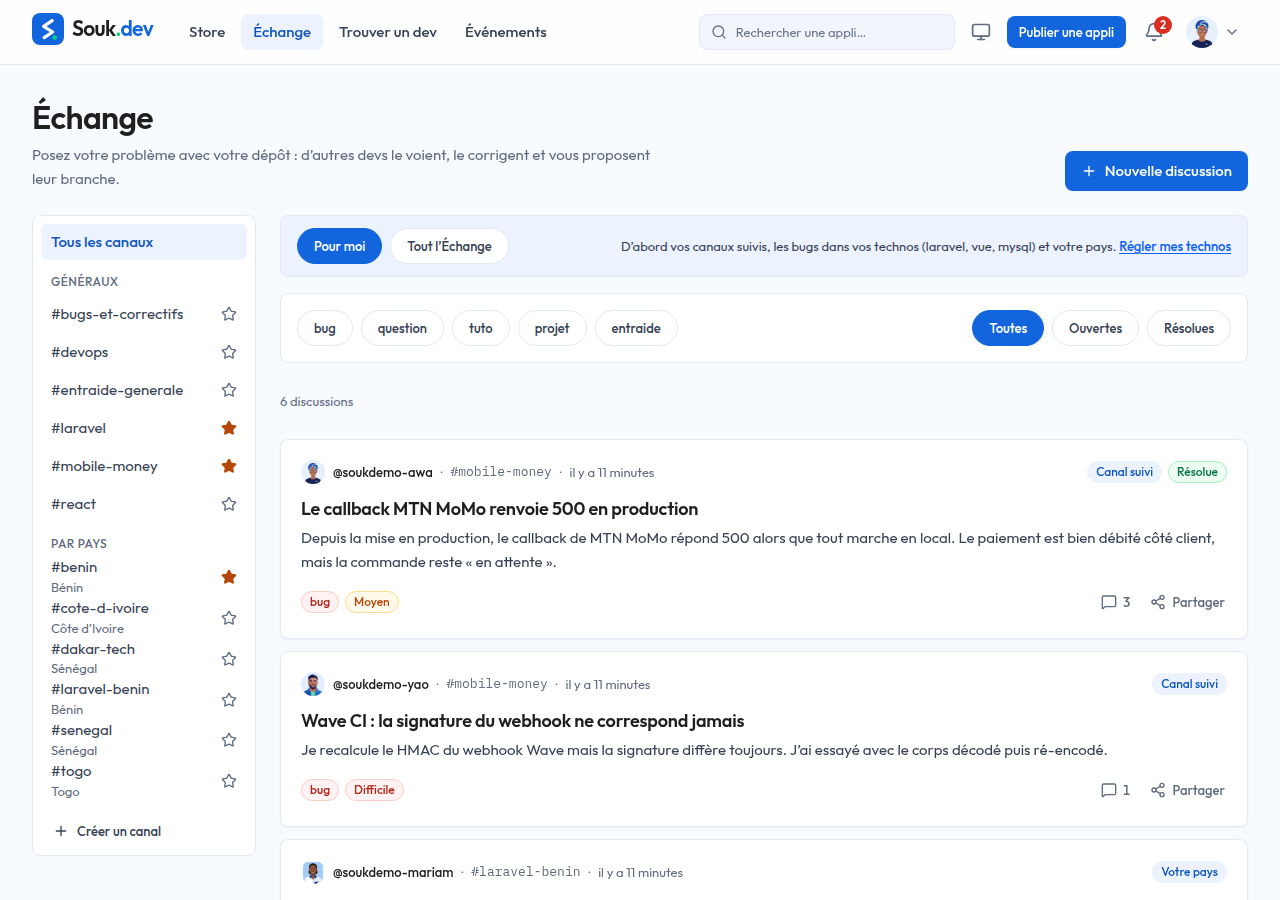 Souk.dev
Store
Échange
Trouver un dev
Événements
Rechercher une appli...
Publier une appli
2
Échange
Posez votre problème avec votre dépôt : d’autres devs le voient, le corrigent et vous proposent
leur branche.
Nouvelle discussion
Tous les canaux
GÉNÉRAUX
#bugs-et-correctifs
#devops
#entraide-generale
#laravel
#mobile-money
#react
PAR PAYS
#benin
Bénin
#cote-d-ivoire
Côte d’Ivoire
#dakar-tech
Sénégal
#laravel-benin
Bénin
#senegal
Sénégal
#togo
Togo
Créer un canal
Pour moi
Tout l’Échange
D’abord vos canaux suivis, les bugs dans vos technos (laravel, vue, mysql) et votre pays. Régler mes technos
bug
question
tuto
projet
entraide
Toutes
Ouvertes
Résolues
6 discussions
@soukdemo-awa · #mobile-money · il y a 11 minutes
Canal suivi
Résolue
Le callback MTN MoMo renvoie 500 en production
Depuis la mise en production, le callback de MTN MoMo répond 500 alors que tout marche en local. Le paiement est bien débité côté client,
mais la commande reste « en attente ».
bug
Moyen
3
Partager
@soukdemo-yao · #mobile-money · il y a 11 minutes
Canal suivi
Wave CI : la signature du webhook ne correspond jamais
Je recalcule le HMAC du webhook Wave mais la signature diffère toujours. J’ai essayé avec le corps décodé puis ré-encodé.
bug
Difficile
1
Partager
@soukdemo-mariam · #laravel-benin · il y a 11 minutes
Votre pays